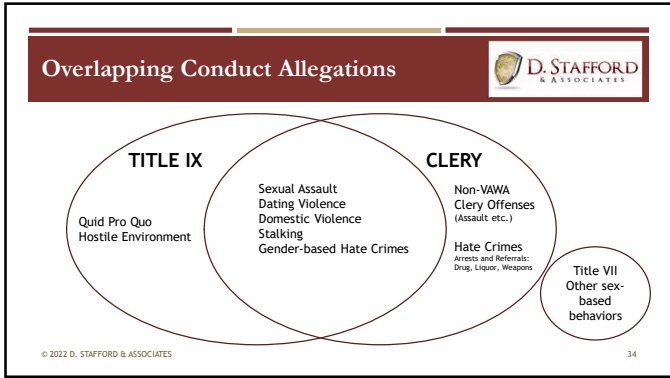 Overlapping Conduct Allegations
D. STAFFORD
& ASSOCIATES
TITLE IX
Quid Pro Quo
Hostile Environment
Sexual Assault
Dating Violence
Domestic Violence
Stalking
Gender-based Hate Crimes
CLERY
Non-VAWA
Clery Offenses
(Assault etc.)
Hate Crimes
Arrests and Referrals:
Drug, Liquor, Weapons
Title VII
Other sex-
based
behaviors
© 2022 D. STAFFORD & ASSOCIATES
34